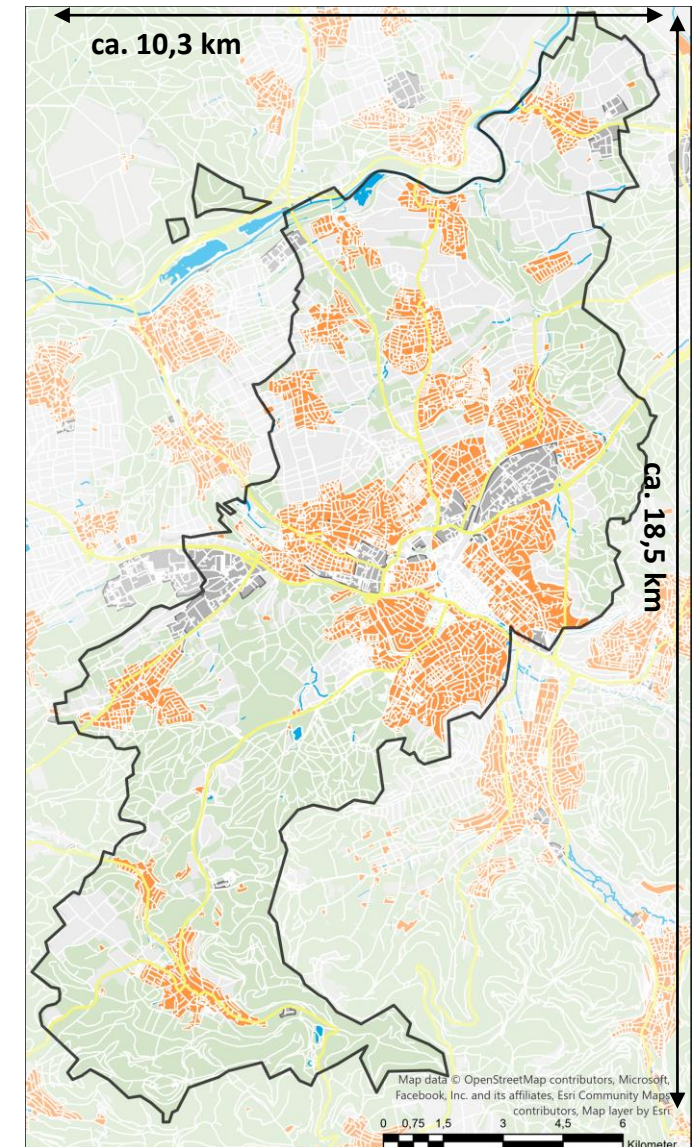 ca. 10,3 km
ca. 18,5 km
Map data © OpenStreetMap contributors, Microsoft,
Facebook, Inc. and its affiliates, Esri Community Maps
contributors, Map layer by Esri
0 0,75 1,5 3 4,5 6
Kilometer